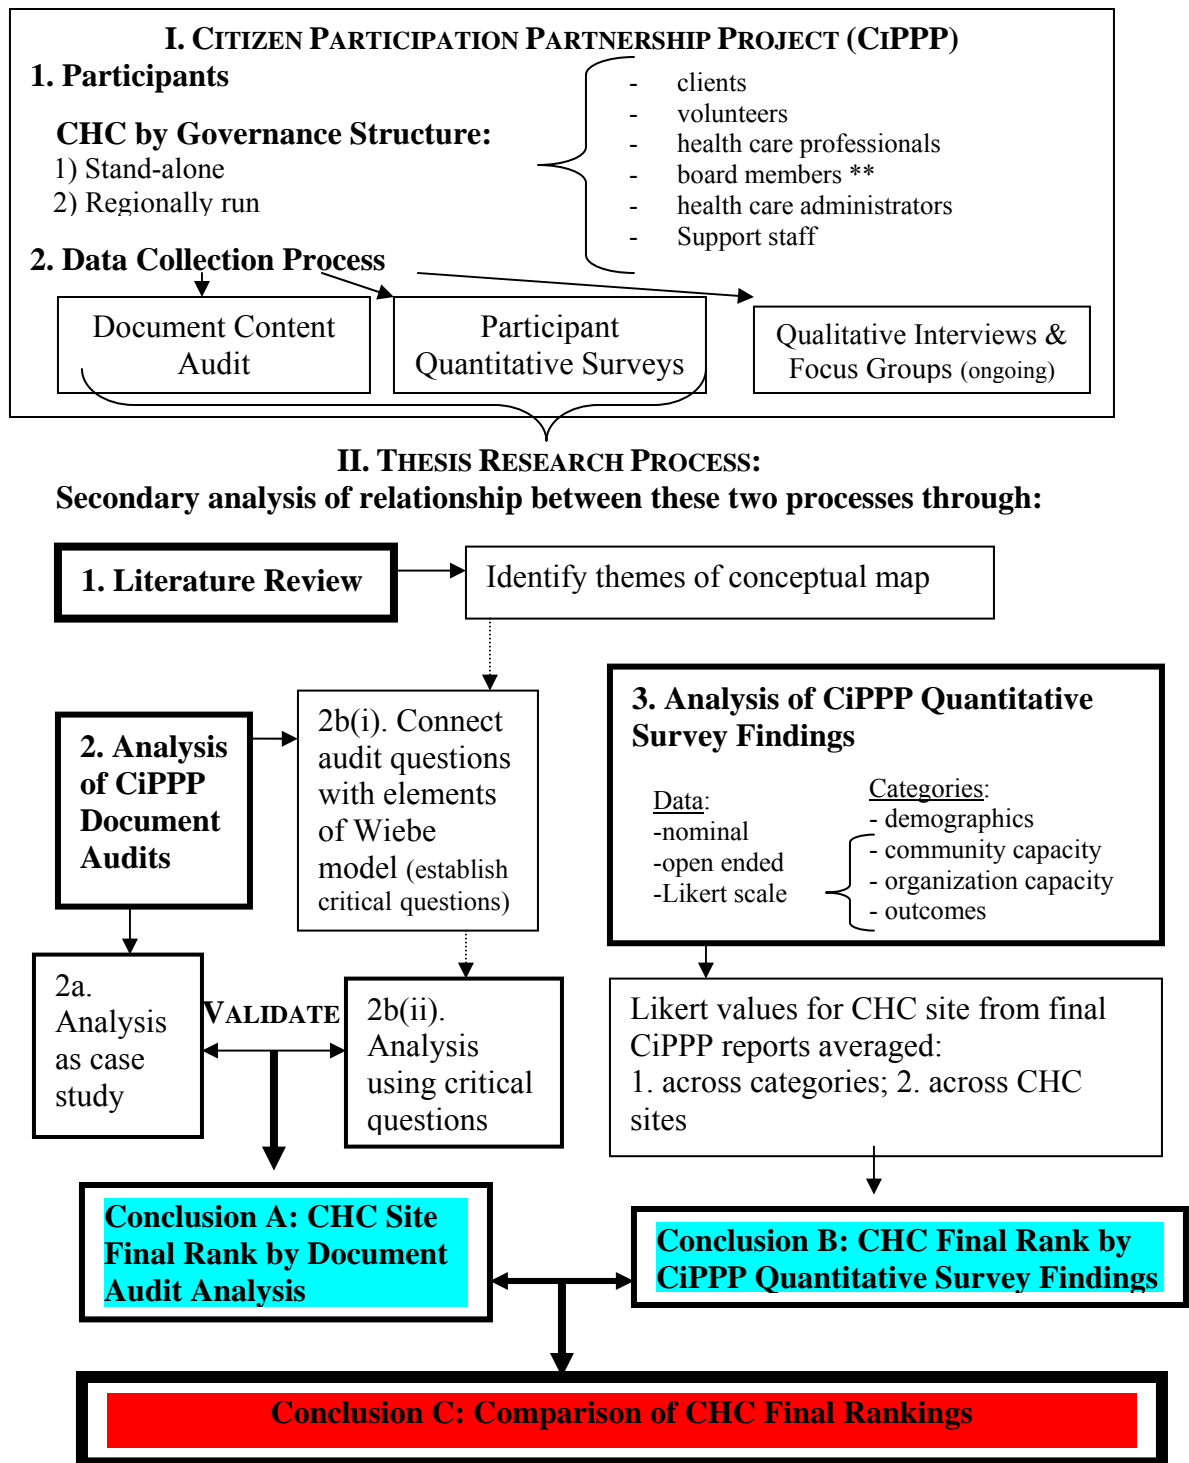 I. CITIZEN PARTICIPATION PARTNERSHIP PROJECT (CIPPP)
1. Participants
CHC by Governance Structure:
1) Stand-alone
2) Regionally run
- clients
- volunteers
- health care professionals
- board members **
- health care administrators
- Support staff
2. Data Collection Process
Document Content
Audit
Participant
Quantitative Surveys
Qualitative Interviews &
Focus Groups (ongoing)
II. THESIS RESEARCH PROCESS:
Secondary analysis of relationship between these two processes through:
1. Literature Review
Identify themes of conceptual map
2. Analysis
of CiPPP
Document
Audits
2b(i). Connect
audit questions
with elements
of Wiebe
model (establish
critical questions)
3. Analysis of CiPPP Quantitative
Survey Findings
Data:
-nominal
-open ended
-Likert scale
Categories:
- demographics
- community capacity
- organization capacity
- outcomes
2a.
Analysis
as case
study
VALIDATE
2b(ii).
Analysis
using critical
questions
Likert values for CHC site from final
CiPPP reports averaged:
1. across categories; 2. across CHC
sites
Conclusion A: CHC Site
Final Rank by Document
Audit Analysis
Conclusion B: CHC Final Rank by
CiPPP Quantitative Survey Findings
Conclusion C: Comparison of CHC Final Rankings